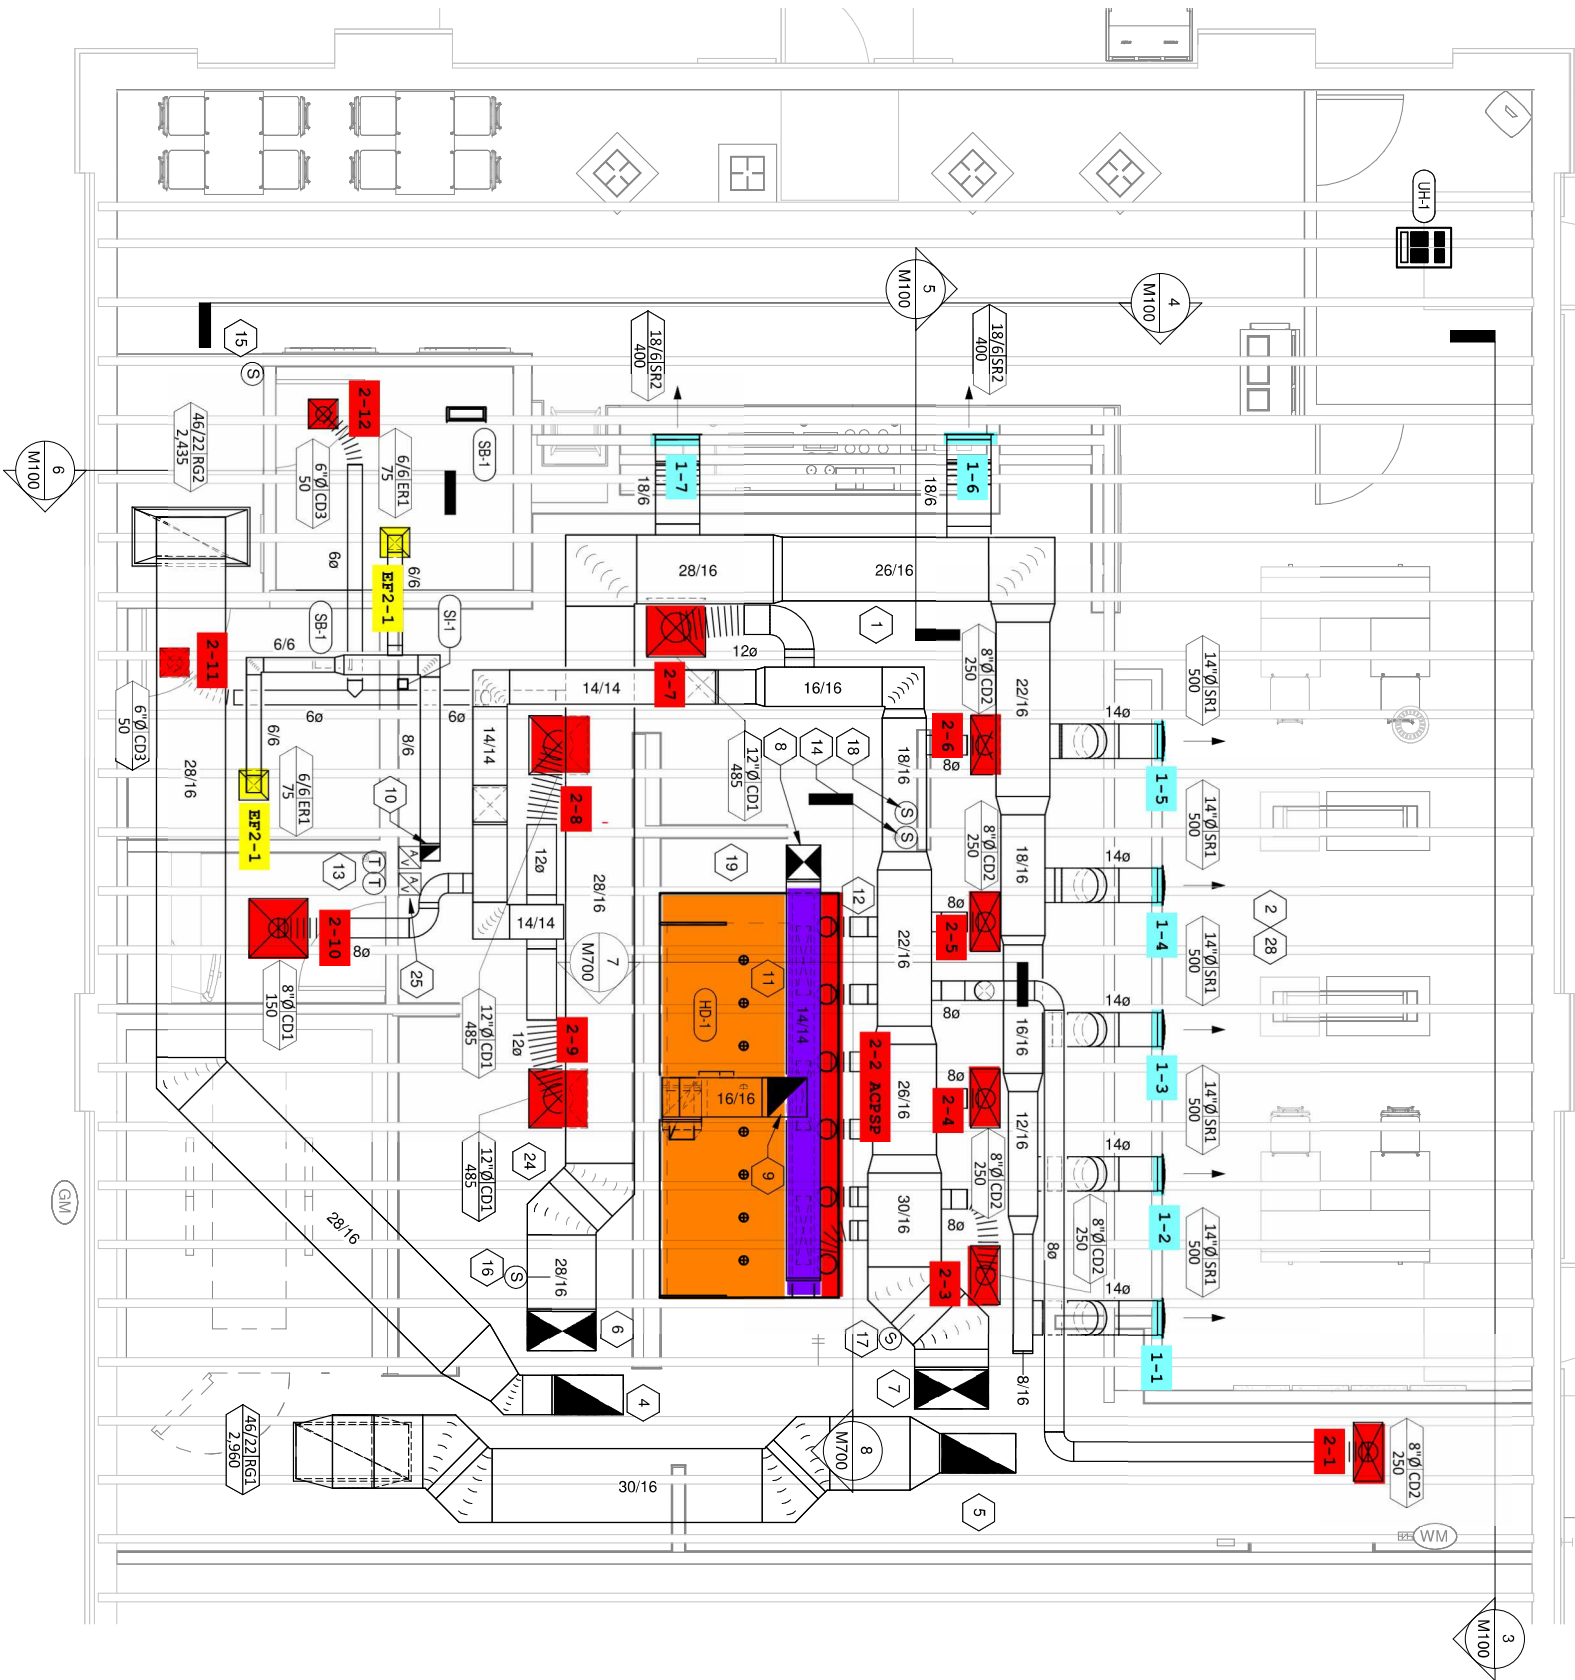 UH-1
5
M100
4
M100
15
S
18/6 SR2
400
18/6 SR2
400
2-12
46/22 RG2
2,435
6/6 ER1
75
6"Ø CD3
50
SB-1
1-7
1-6
18/6
18/6
6
M100
6ø
6/6
EF2-1
28/16
26/16
SB-1
SI-1
1
2-11
6/6
12ø
8"Ø CD2
250
14"Ø SR1
500
2-7
14/14
16/16
22/16
6"Ø CD3
50
6ø
6ø
14ø
6/6
8/6
14/14
2-6
8ø
18/16
12"Ø CD1
485
8
14
18
S
S
28/16
6/6 ER1
75
EF2-1
10
2-8
1-5
14"Ø SR1
500
8"Ø CD2
250
13
T
T
A
V
A
V
12ø
28/16
19
18/16
14ø
12
8ø
2
28
1-4
14"Ø SR1
500
2-10
8ø
25
14/14
7
M700
22/16
2-5
11
8"Ø CD1
150
12"Ø CD1
485
HD-1
14/14
8ø
14ø
16/16
2-9
12ø
2-2 ACPSP
1-3
14"Ø SR1
500
16/16
26/16
8ø
2-4
12/16
14ø
24
12"Ø CD1
485
9
8"Ø CD2
250
GM
28/16
30/16
8ø
8"Ø CD2
250
8ø
1-2
14"Ø SR1
500
16
S
28/16
2-3
14ø
6
17
S
7
8/16
1-1
4
46/22 RG1
2,960
8
M700
2-1
8"Ø CD2
250
30/16
5
WM
3
M100